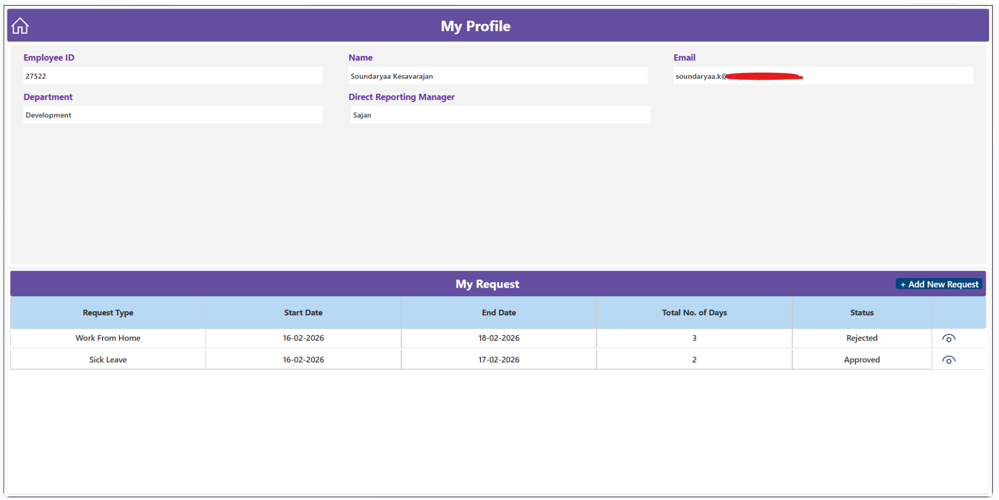 My Profile
Employee ID Name Email
27522 Soundaryaa Kesavarajan soundaryaa.k@
Department Direct Reporting Manager
Development Sajan
My Request + Add New Request
Request Type Start Date End Date Total No. of Days Status
Work From Home 16-02-2026 18-02-2026 3 Rejected
Sick Leave 16-02-2026 17-02-2026 2 Approved